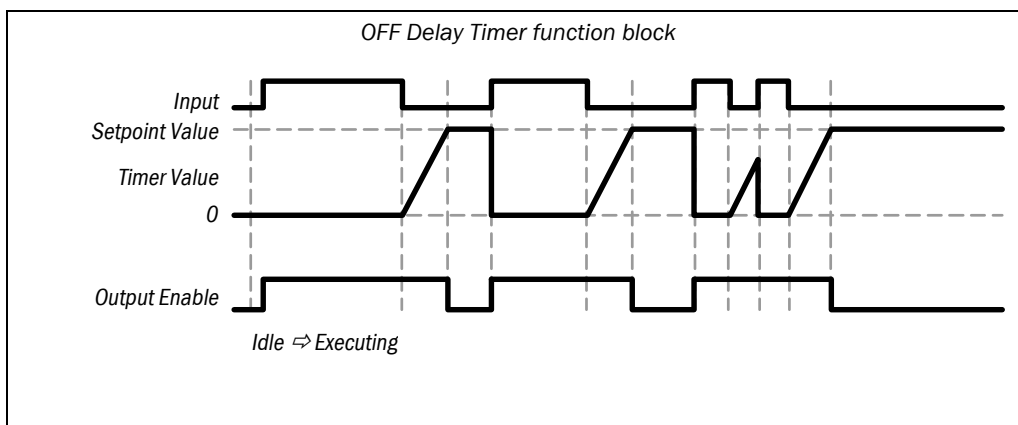 OFF Delay Timer function block
Input
Setpoint Value
Timer Value
0
Output Enable
Idle ⇨ Executing